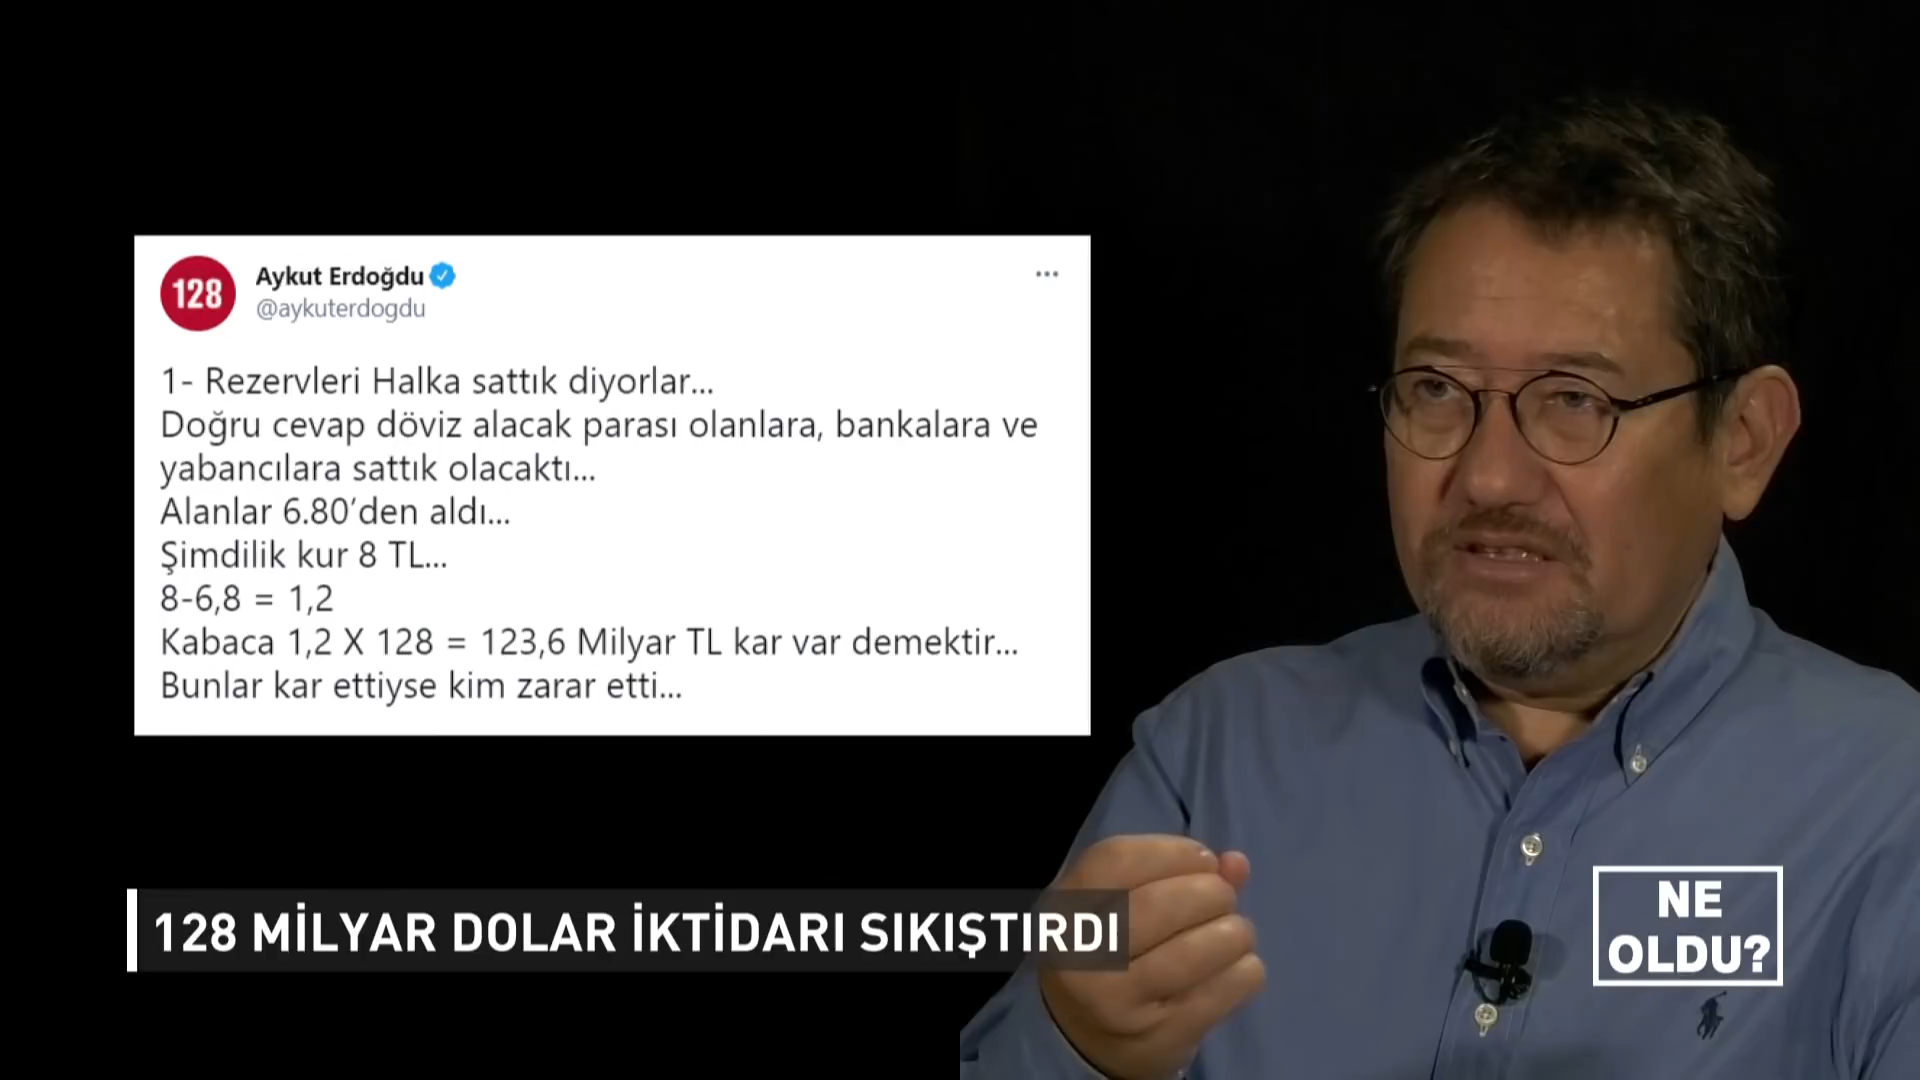 128
Aykut Erdoğdu
@aykuterdogdu
1- Rezervleri Halka sattık diyorlar...
Doğru cevap döviz alacak parası olanlara, bankalara ve
yabancılara sattık olacaktı...
Alanlar 6.80’den aldı...
Şimdilik kur 8 TL...
8-6,8 = 1,2
Kabaca 1,2 X 128 = 123,6 Milyar TL kar var demektir...
Bunlar kar ettiyse kim zarar etti...
128 MİLYAR DOLAR İKTİDARI SIKIŞTIRDI
NE
OLDU?